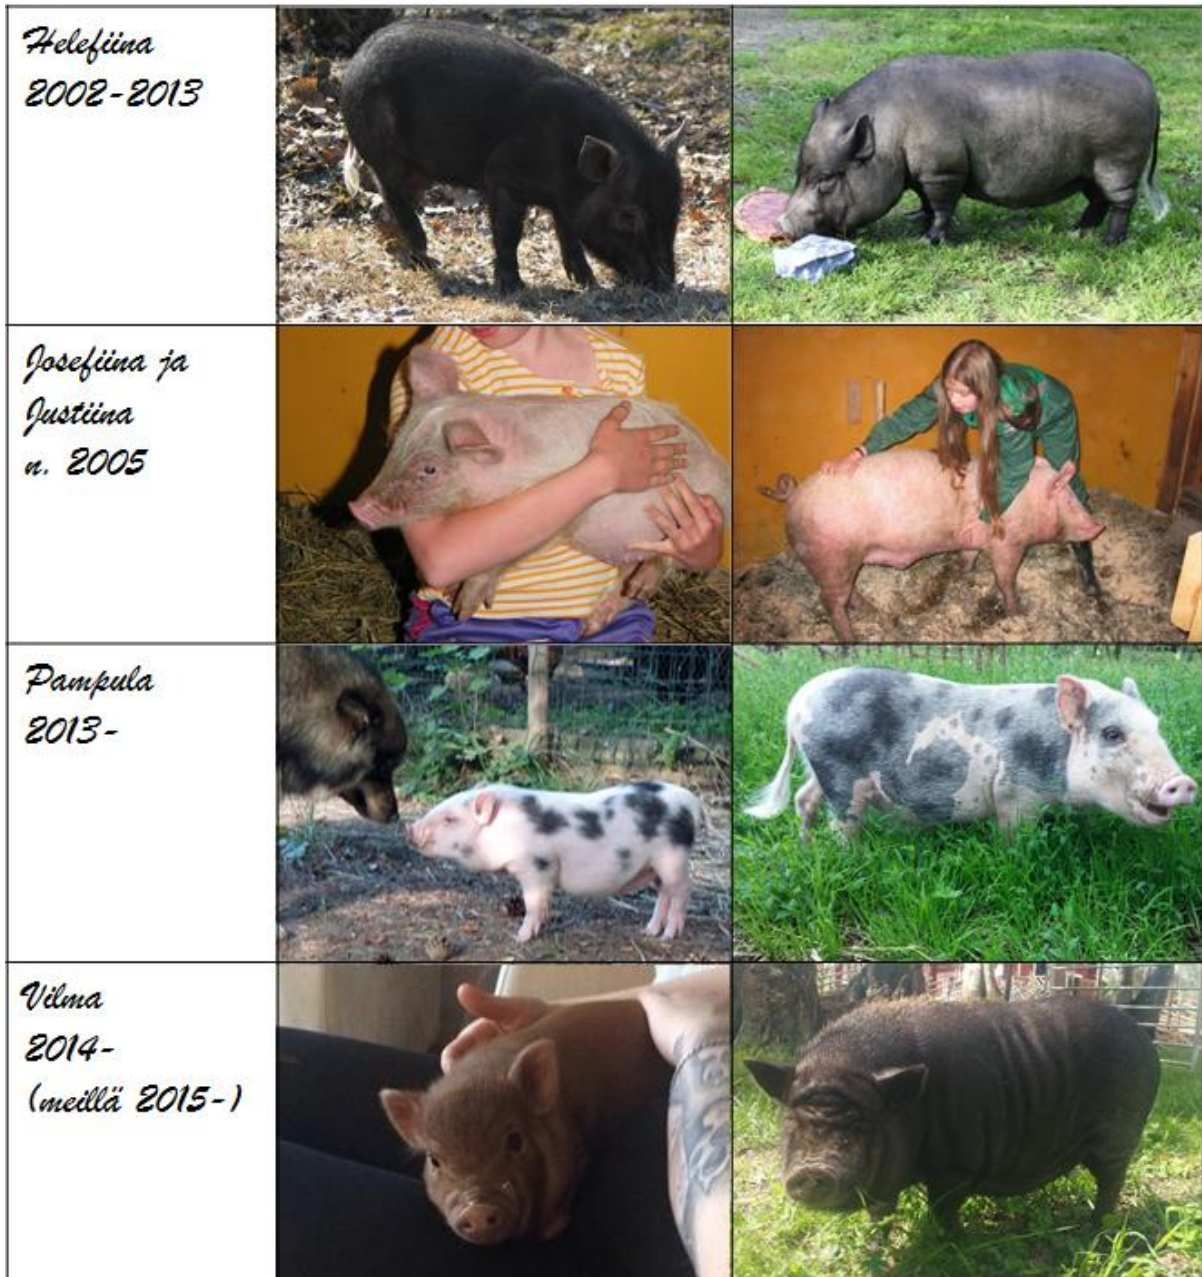 Helefiina
2002-2013
Josefiina ja
Justiina
n. 2005
Pampula
2013-
Vilma
2014-
(meillä 2015-)